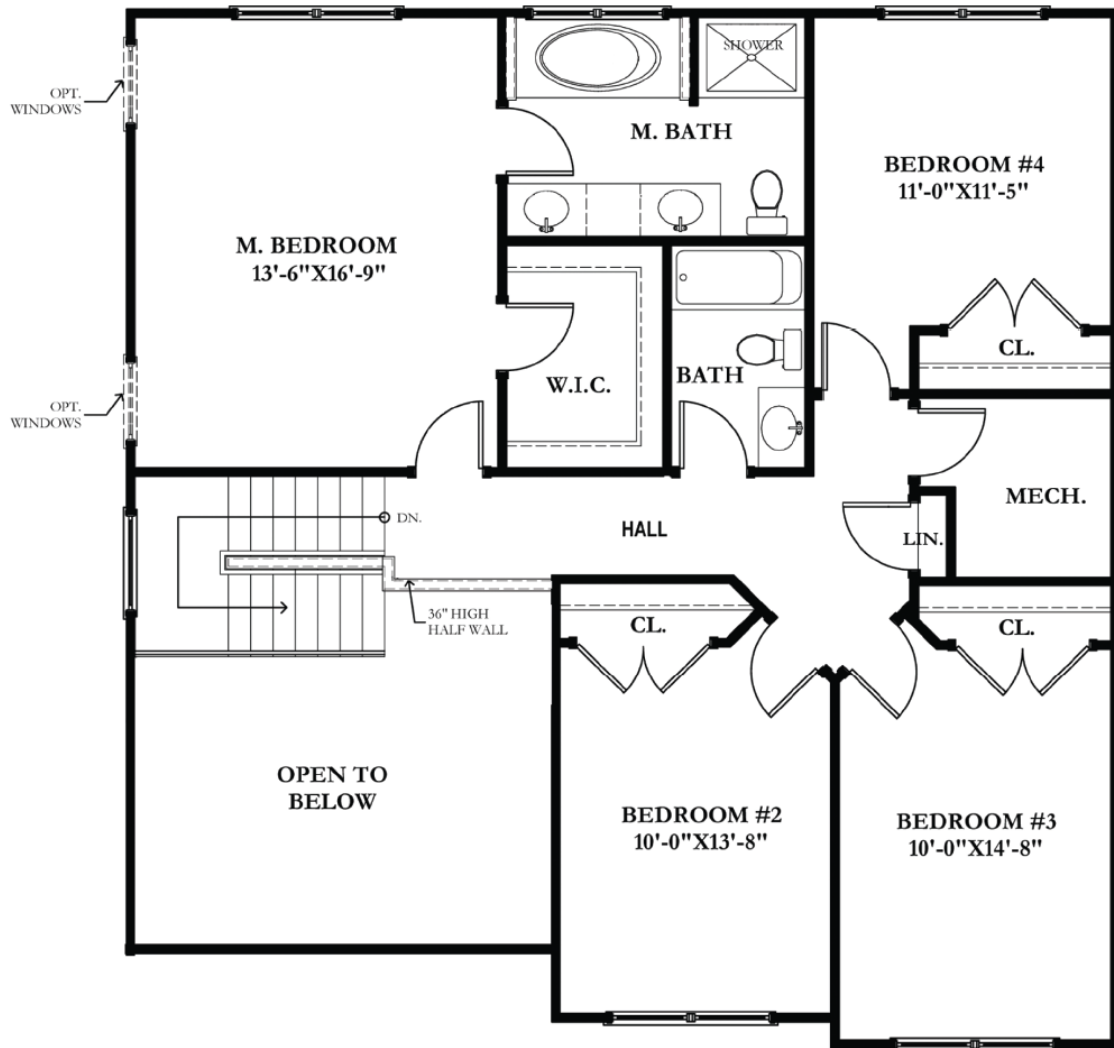 SHOWER
OPT.
WINDOWS
M. BATH
BEDROOM #4
11'-0"X11'-5"
M. BEDROOM
13'-6"X16'-9"
CL.
BATH
W.I.C.
OPT.
WINDOWS
MECH.
DN.
HALL
LIN.
36" HIGH
HALF WALL
CL.
CL.
OPEN TO
BELOW
BEDROOM #2
10'-0"X13'-8"
BEDROOM #3
10'-0"X14'-8"